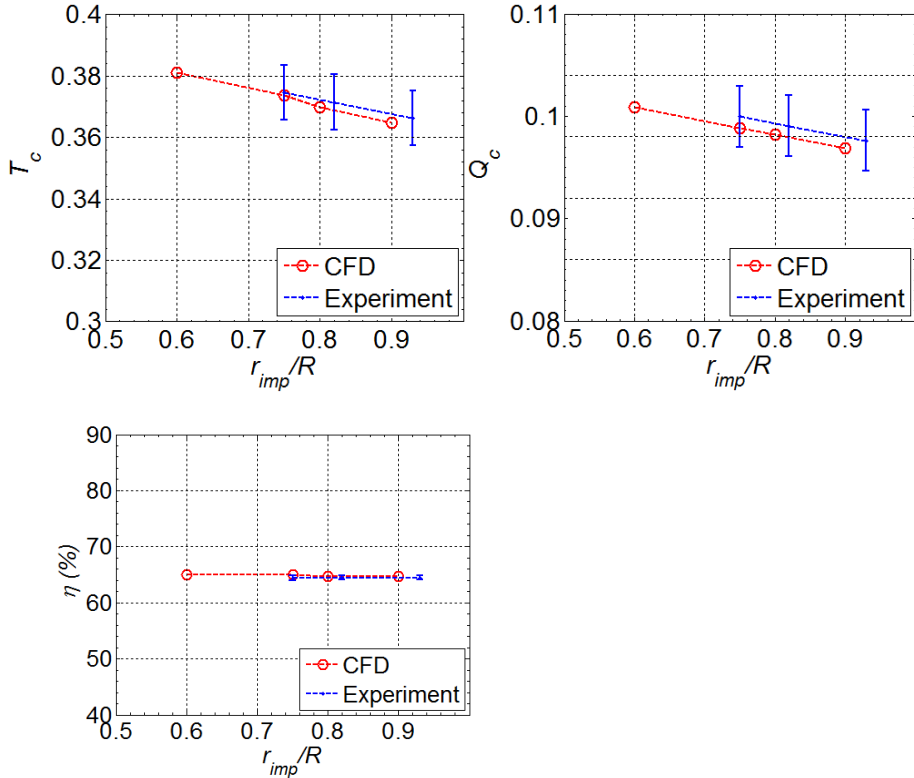 0.4
0.38
0.36
0.34
0.32
0.3
T_c
CFD
Experiment
0.5 0.6 0.7 0.8 0.9
r_imp/R
0.11
0.1
0.09
0.08
Q_c
CFD
Experiment
0.5 0.6 0.7 0.8 0.9
r_imp/R
90
80
70
60
50
40
η (%)
CFD
Experiment
0.5 0.6 0.7 0.8 0.9
r_imp/R